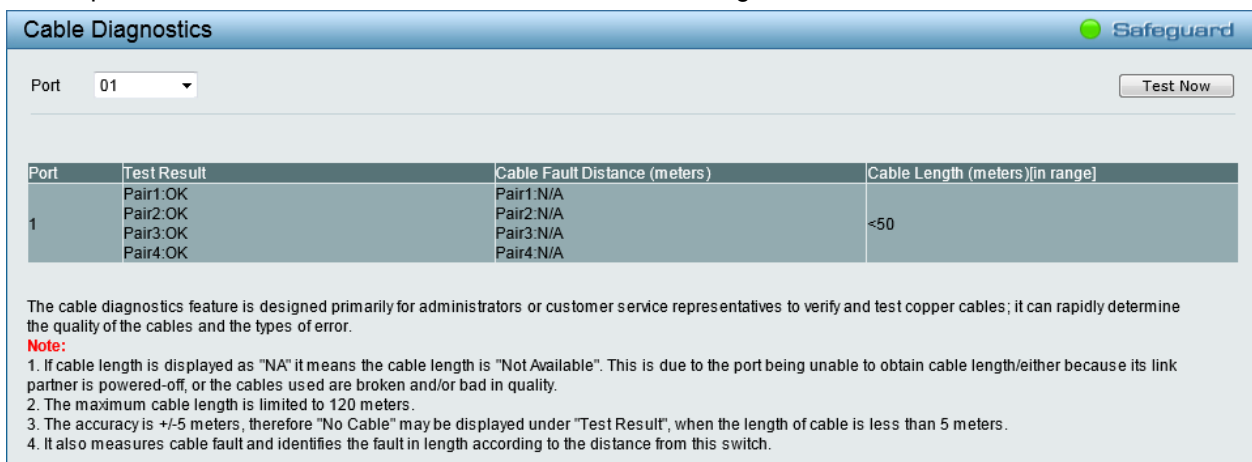 Cable Diagnostics
Safeguard
Port 01
Test Now
Port Test Result Cable Fault Distance (meters) Cable Length (meters)[in range]
1
Pair1:OK Pair1:N/A
Pair2:OK Pair2:N/A
Pair3:OK Pair3:N/A
Pair4:OK Pair4:N/A
<50
The cable diagnostics feature is designed primarily for administrators or customer service representatives to verify and test copper cables; it can rapidly determine
the quality of the cables and the types of error.
Note:
1. If cable length is displayed as "NA" it means the cable length is "Not Available". This is due to the port being unable to obtain cable length/either because its link
partner is powered-off, or the cables used are broken and/or bad in quality.
2. The maximum cable length is limited to 120 meters.
3. The accuracy is +/-5 meters, therefore "No Cable" may be displayed under "Test Result", when the length of cable is less than 5 meters.
4. It also measures cable fault and identifies the fault in length according to the distance from this switch.